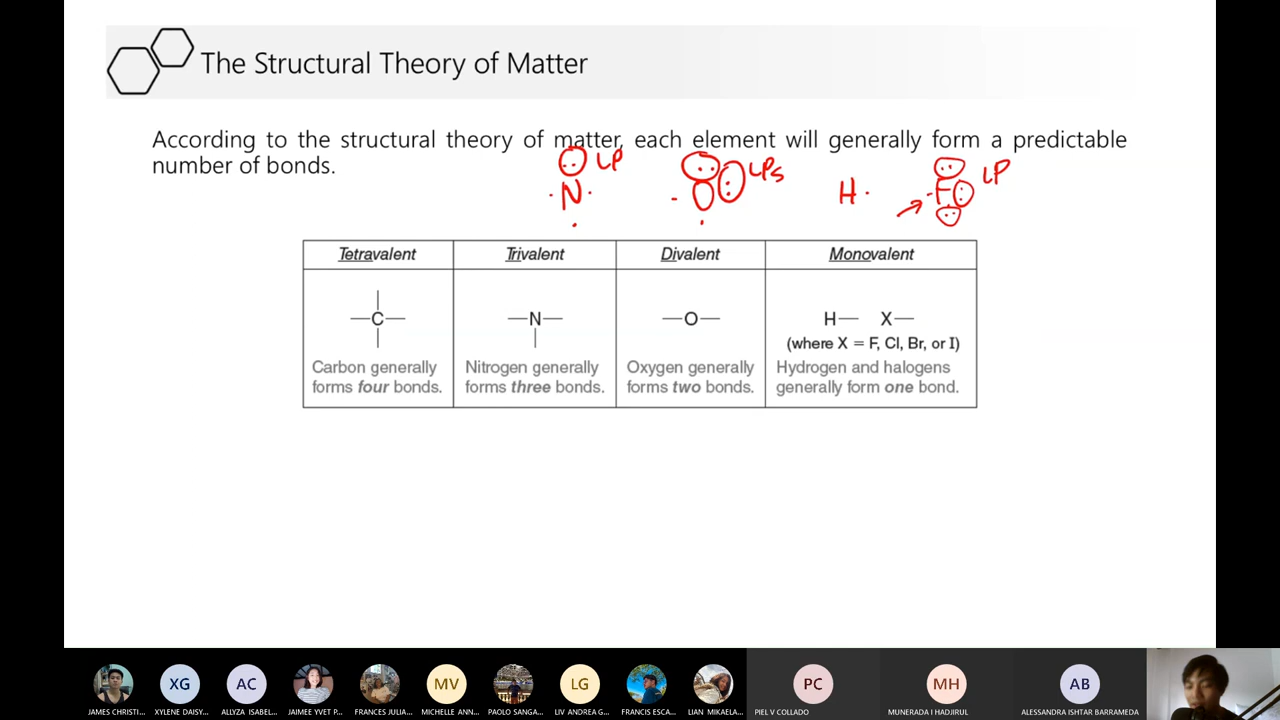 The Structural Theory of Matter
According to the structural theory of matter, each element will generally form a predictable
number of bonds.
LP LPs LP
N O H F
Tetravalent Trivalent Divalent Monovalent
C N O H X
(where X = F, Cl, Br, or I)
Carbon generally Nitrogen generally Oxygen generally Hydrogen and halogens
forms four bonds. forms three bonds. forms two bonds. generally form one bond.
XG AC MV LG PC MH AB
JAMES CHRISTI... XYLENE DAISY... ALLYZA ISABEL... JAIMEE YVET P... FRANCES JULIA... MICHELLE ANN... PAOLO SANGA... LIV ANDREA G... FRANCIS ESCA... LIAN MIKAELA... PIEL V COLLADO MUNERADA I HADJIRUL ALESSANDRA ISHTAR BARRAMEDA